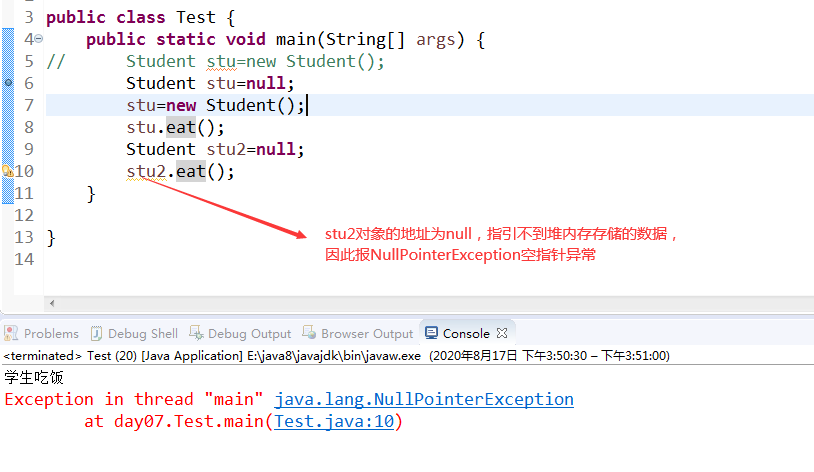 3 public class Test {
4 public static void main(String[] args) {
5 // Student stu=new Student();
6 Student stu=null;
7 stu=new Student();
8 stu.eat();
9 Student stu2=null;
10 stu2.eat();
11 }
12
13 }
14
stu2对象的地址为null，指引不到堆内存存储的数据，
因此报NullPointerException空指针异常
Problems Debug Shell Debug Output Browser Output Console
<terminated> Test (20) [Java Application] E:\java8\javajdk\bin\javaw.exe (2020年8月17日 下午3:50:30 – 下午3:51:00)
学生吃饭
Exception in thread "main" java.lang.NullPointerException
at day07.Test.main(Test.java:10)